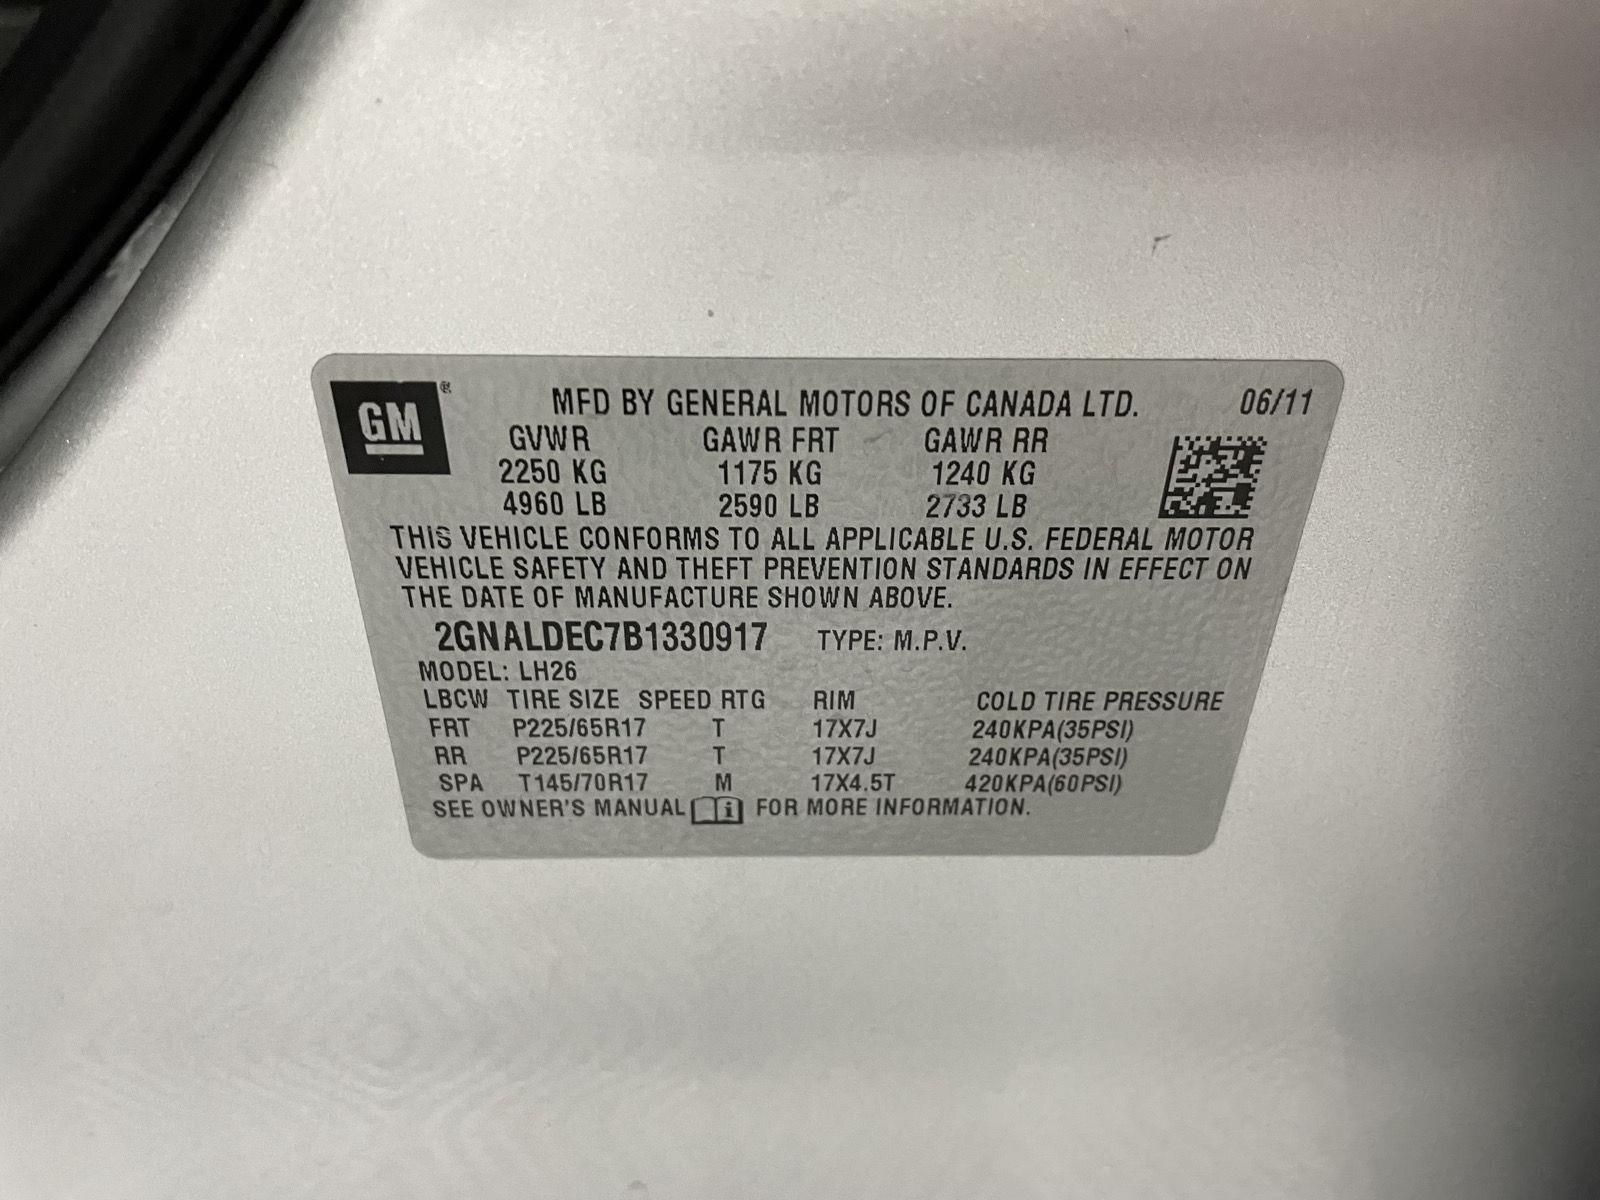 GM®
MFD BY GENERAL MOTORS OF CANADA LTD. 06/11
GVWR GAWR FRT GAWR RR
2250 KG 1175 KG 1240 KG
4960 LB 2590 LB 2733 LB
THIS VEHICLE CONFORMS TO ALL APPLICABLE U.S. FEDERAL MOTOR
VEHICLE SAFETY AND THEFT PREVENTION STANDARDS IN EFFECT ON
THE DATE OF MANUFACTURE SHOWN ABOVE.
2GNALDEC7B1330917 TYPE: M.P.V.
MODEL: LH26
LBCW TIRE SIZE SPEED RTG RIM COLD TIRE PRESSURE
FRT P225/65R17 T 17X7J 240KPA(35PSI)
RR P225/65R17 T 17X7J 240KPA(35PSI)
SPA T145/70R17 M 17X4.5T 420KPA(60PSI)
SEE OWNER'S MANUAL i FOR MORE INFORMATION.